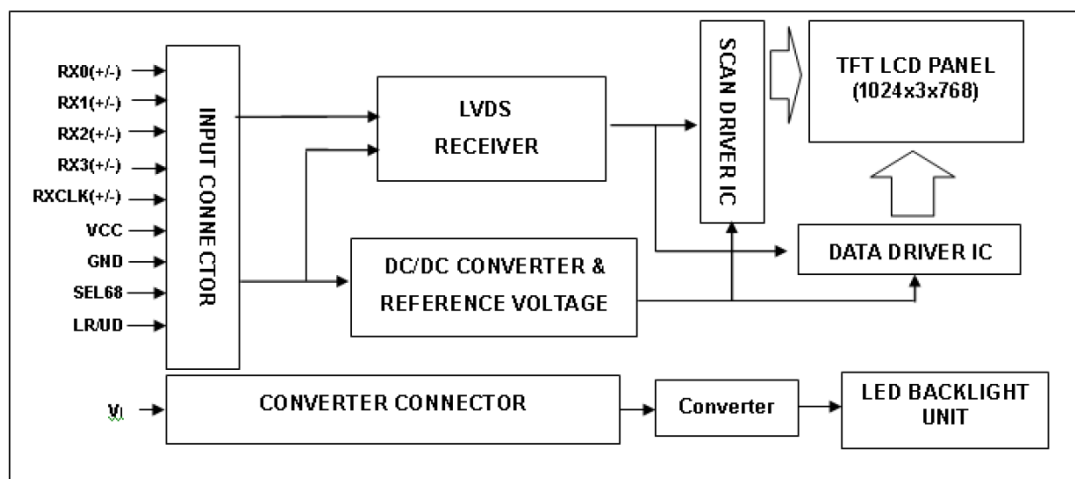 RX0(+/-)
RX1(+/-)
RX2(+/-)
RX3(+/-)
RXCLK(+/-)
VCC
GND
SEL68
LR/UD
INPUT CONNECTOR
LVDS
RECEIVER
DC/DC CONVERTER &
REFERENCE VOLTAGE
SCAN DRIVER IC
TFT LCD PANEL
(1024x3x768)
DATA DRIVER IC
VI
CONVERTER CONNECTOR
Converter
LED BACKLIGHT
UNIT